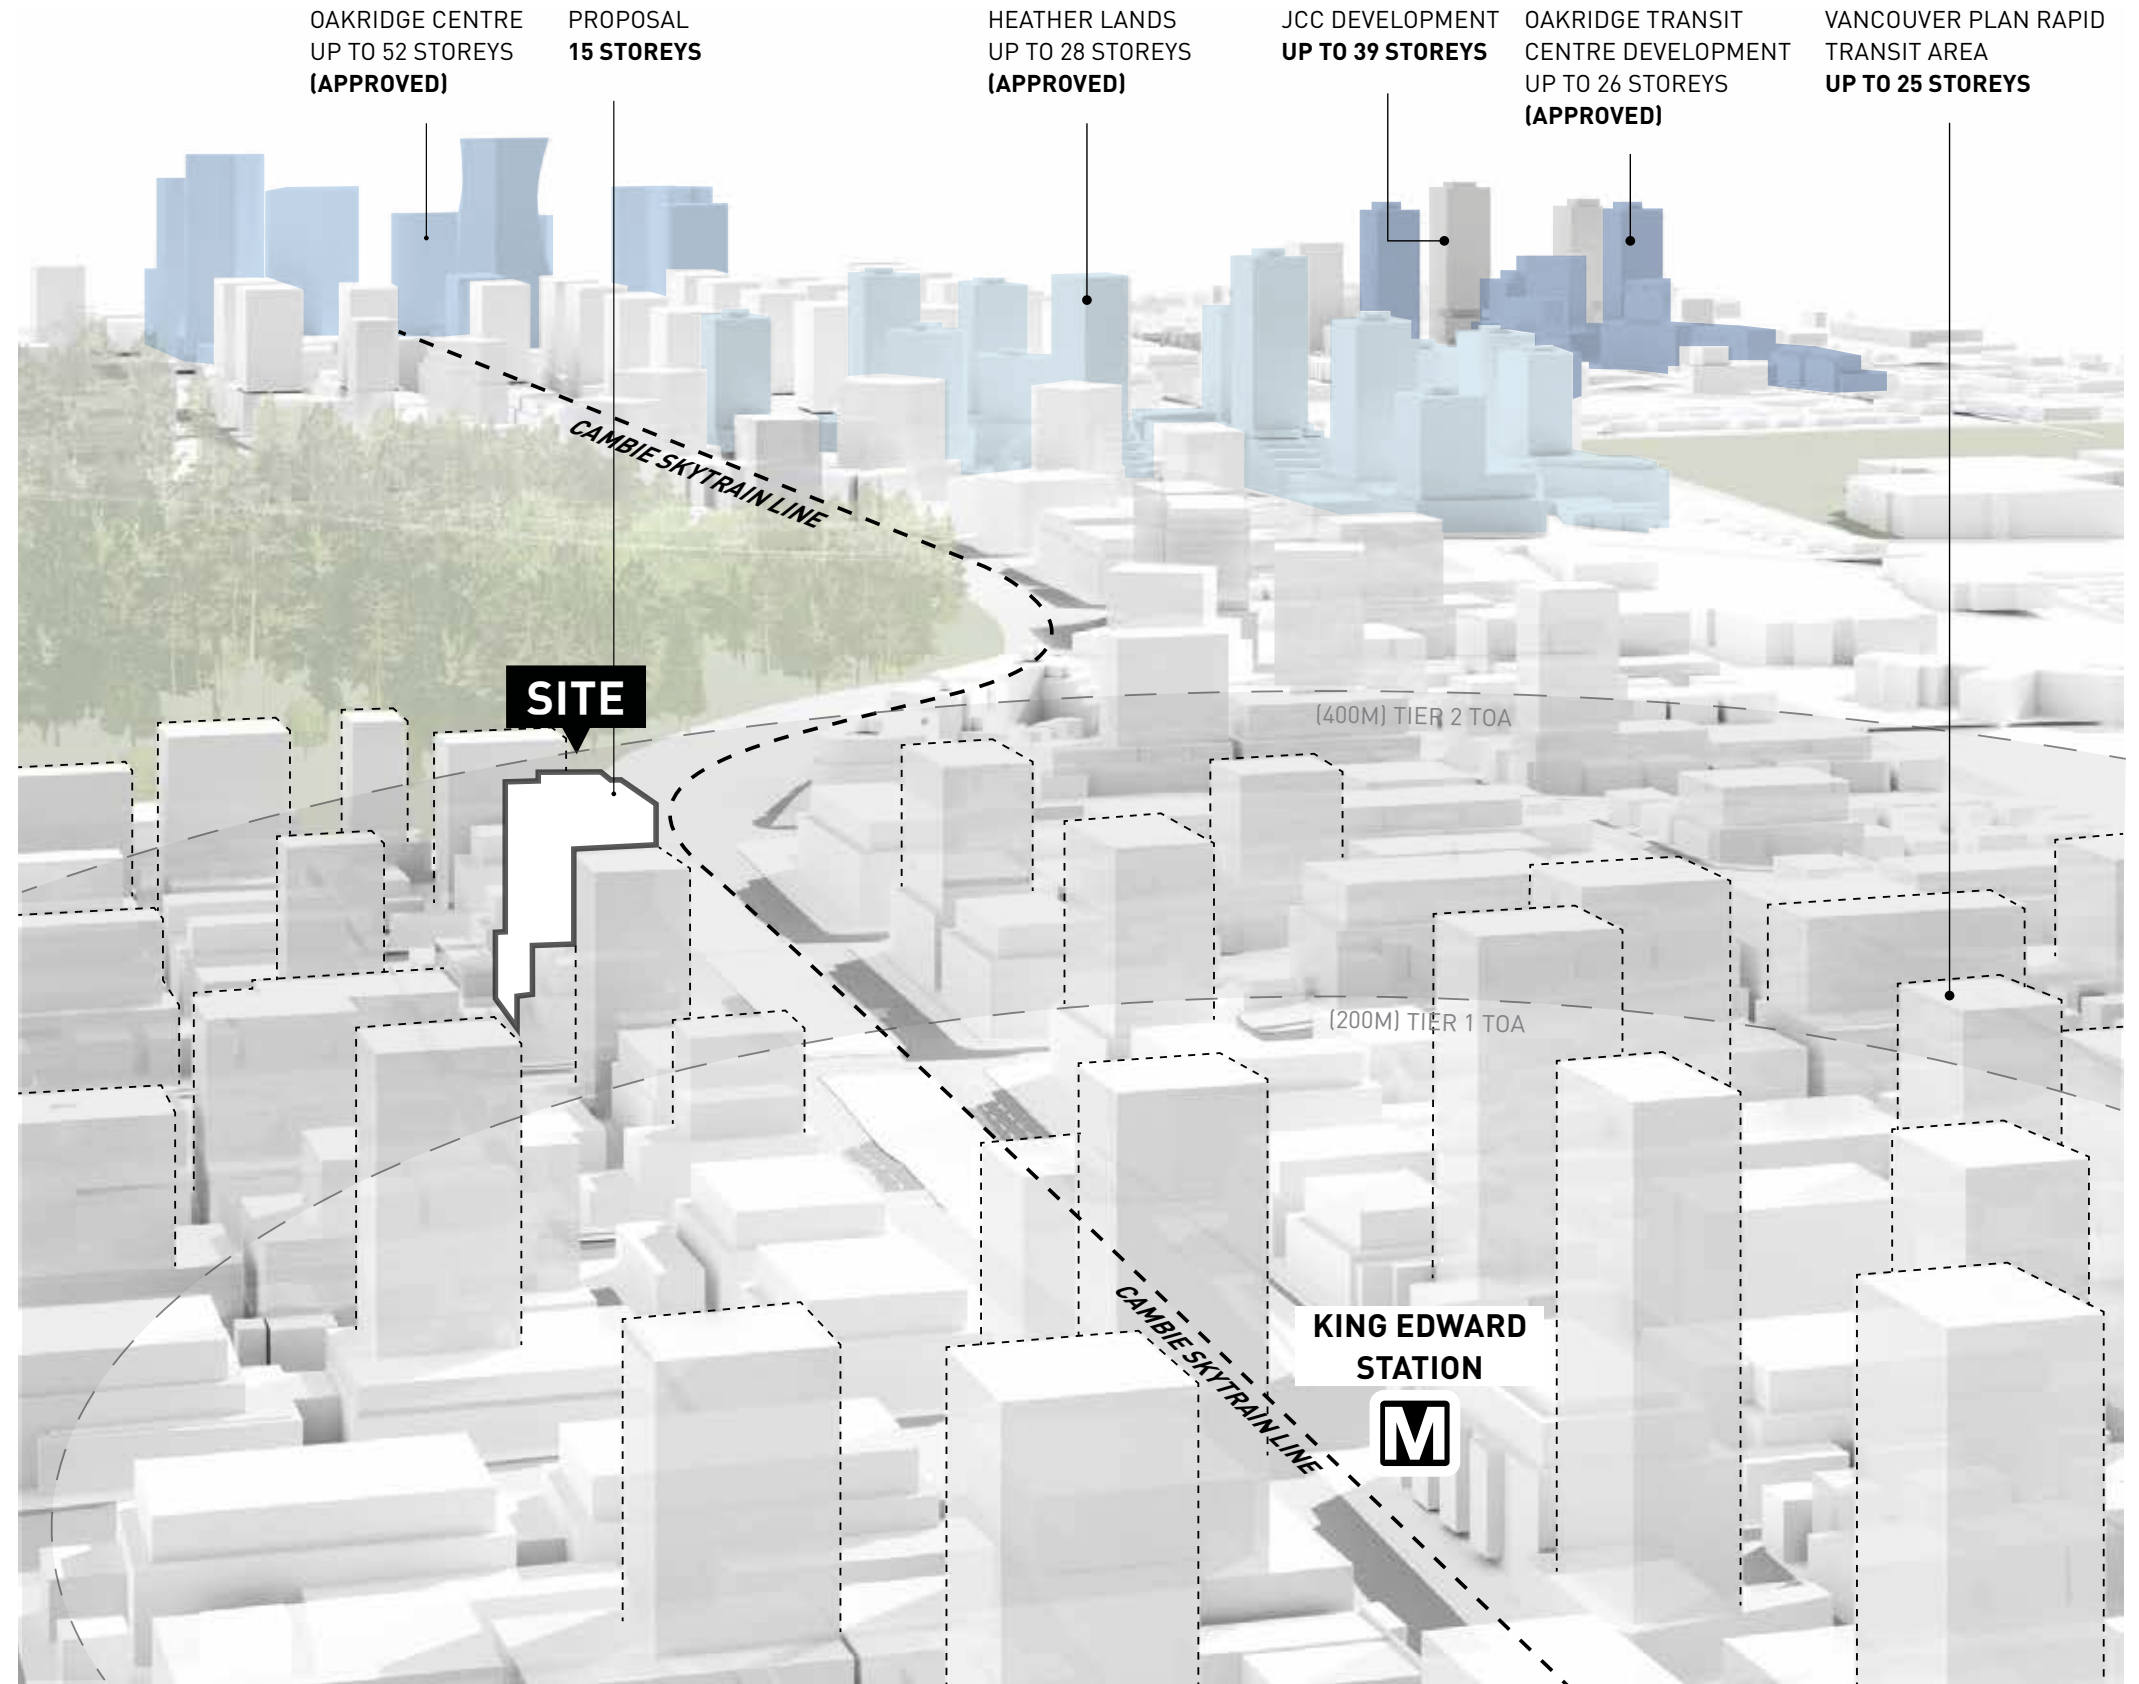 OAKRIDGE CENTRE
UP TO 52 STOREYS
(APPROVED)
PROPOSAL
15 STOREYS
HEATHER LANDS
UP TO 28 STOREYS
(APPROVED)
JCC DEVELOPMENT
UP TO 39 STOREYS
OAKRIDGE TRANSIT
CENTRE DEVELOPMENT
UP TO 26 STOREYS
(APPROVED)
VANCOUVER PLAN RAPID
TRANSIT AREA
UP TO 25 STOREYS
CAMBIE SKYTRAIN LINE
SITE
(400M) TIER 2 TOA
(200M) TIER 1 TOA
CAMBIE SKYTRAIN LINE
KING EDWARD
STATION
M